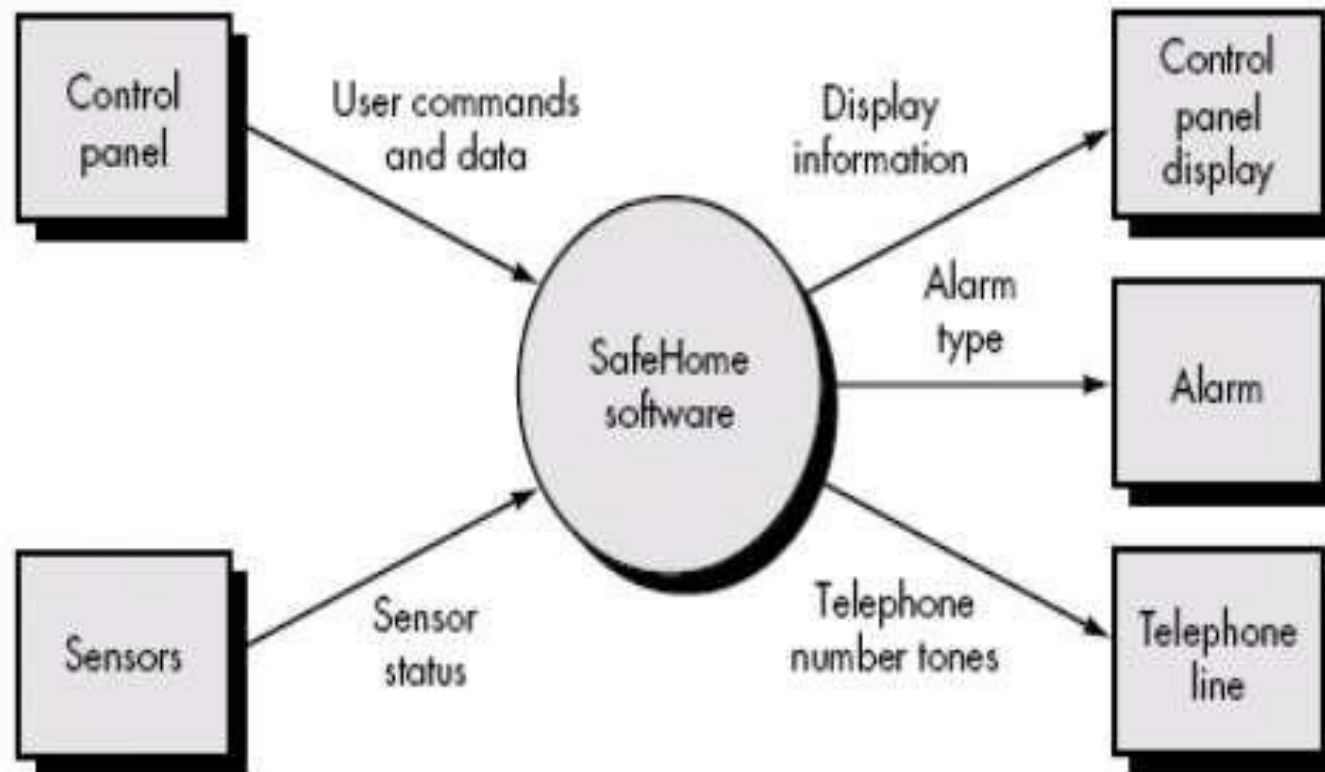 Control
panel
User commands
and data
Display
information
Control
panel
display
SafeHome
software
Alarm
type
Alarm
Sensors
Sensor
status
Telephone
number tones
Telephone
line